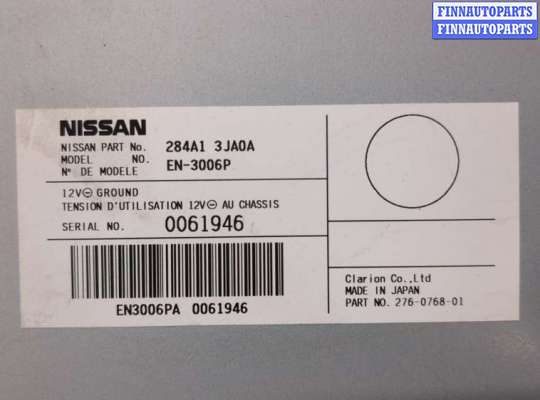 FINNAUTOPARTS
FINNAUTOPARTS
NISSAN
NISSAN PART No. 284A1 3JA0A
MODEL NO. EN-3006P
N° DE MODELE
12V⊖ GROUND
TENSION D'UTILISATION 12V⊖ AU CHASSIS
SERIAL NO. 0061946
EN3006PA 0061946
Clarion Co.,Ltd
MADE IN JAPAN
PART NO. 276-0768-01